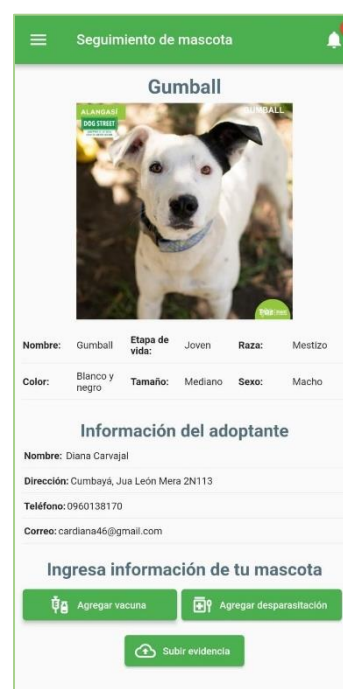 Seguimiento de mascota
Gumball
ALANGASÍ
DOG STREET
GUMBALL
Nombre: Gumball Etapa de vida: Joven Raza: Mestizo
Color: Blanco y negro Tamaño: Mediano Sexo: Macho
Información del adoptante
Nombre: Diana Carvajal
Dirección: Cumbayá, Jua León Mera 2N113
Teléfono: 0960138170
Correo: cardiana46@gmail.com
Ingresa información de tu mascota
Agregar vacuna Agregar desparasitación
Subir evidencia